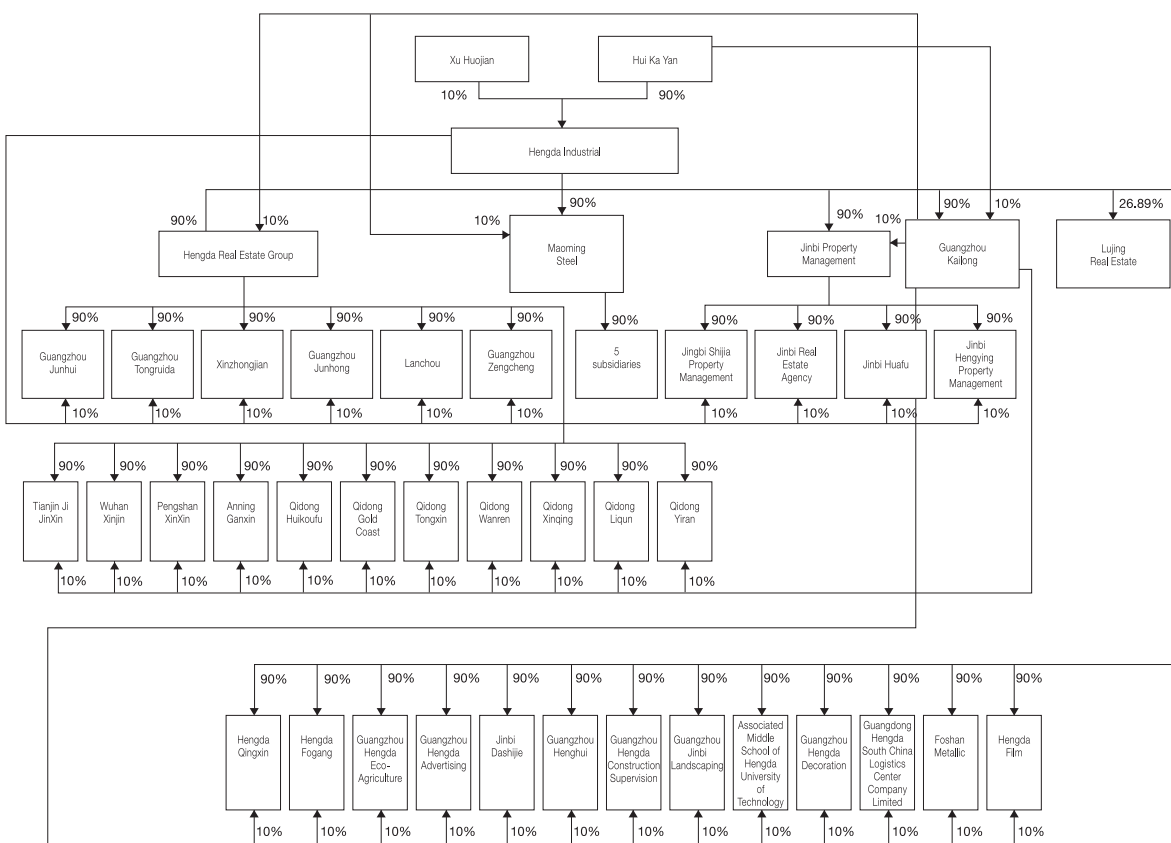 Xu Huojian
Hui Ka Yan
10%
90%
Hengda Industrial
90%
10%
10%
90%
90%
10%
90%
10%
26.89%
Hengda Real Estate Group
Maoming
Steel
Jinbi Property
Management
Guangzhou
Kailong
Lujing
Real Estate
90%
90%
90%
90%
90%
90%
90%
90%
90%
90%
90%
Guangzhou
Junhui
Guangzhou
Tongruida
Xinzhongjian
Guangzhou
Junhong
Lanchou
Guangzhou
Zengcheng
5
subsidiaries
Jingbi Shijia
Property
Management
Jinbi Real
Estate
Agency
Jinbi Huafu
Jinbi
Hengying
Property
Management
10%
10%
10%
10%
10%
10%
10%
10%
10%
10%
90%
90%
90%
90%
90%
90%
90%
90%
90%
90%
90%
Tianjin Ji
JinXin
Wuhan
Xinjin
Pengshan
XinXin
Anning
Ganxin
Qidong
Huikoufu
Qidong
Gold
Coast
Qidong
Tongxin
Qidong
Wanren
Qidong
Xinqing
Qidong
Liqun
Qidong
Yiran
10%
10%
10%
10%
10%
10%
10%
10%
10%
10%
10%
90%
90%
90%
90%
90%
90%
90%
90%
90%
90%
90%
90%
90%
Hengda
Qingxin
Hengda
Fogang
Guangzhou
Hengda
Eco-
Agriculture
Guangzhou
Hengda
Advertising
Jinbi
Dashijie
Guangzhou
Henghui
Guangzhou
Hengda
Construction
Supervision
Guangzhou
Jinbi
Landscaping
Associated
Middle
School of
Hengda
University
of
Technology
Guangzhou
Hengda
Decoration
Guangdong
Hengda
South China
Logistics
Center
Company
Limited
Foshan
Metallic
Hengda
Film
10%
10%
10%
10%
10%
10%
10%
10%
10%
10%
10%
10%
10%